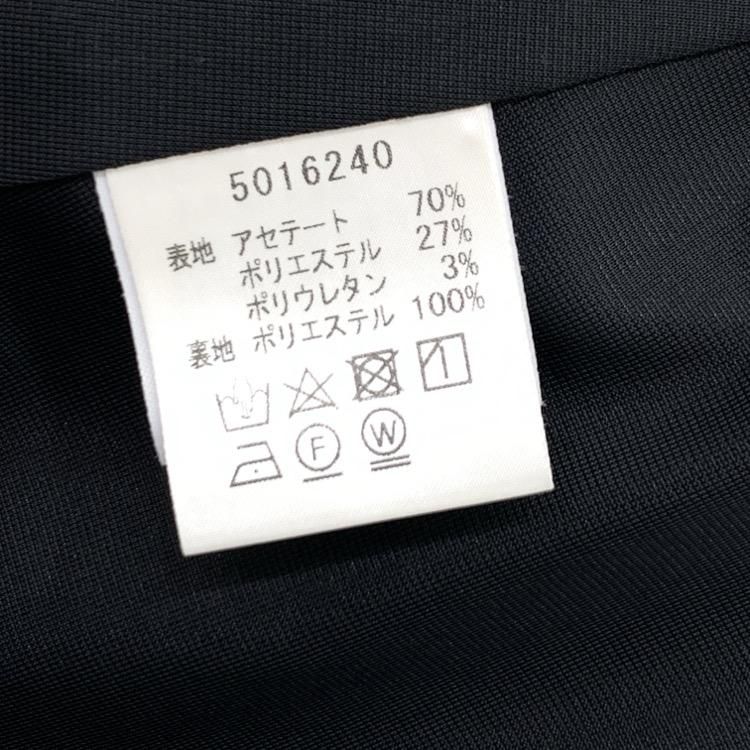 5016240
表地 アセテート 70%
ポリエステル 27%
ポリウレタン 3%
裏地 ポリエステル 100%
F W